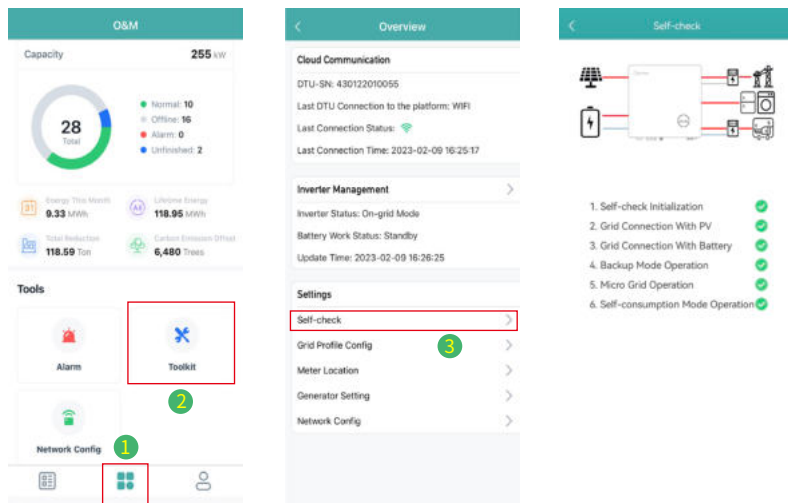 O&M
Capacity 255 kW
28
Total
Normal: 10
Offline: 16
Alarm: 0
Unfinished: 2
31
Energy This Month
9.33 MWh
Lifetime Energy
118.95 MWh
Total Reduction
118.59 Ton
Carbon Emission Offset
6,480 Trees
Tools
Alarm
Toolkit
2
Network Config
1
Overview
Cloud Communication
DTU-SN: 430122010055
Last DTU Connection to the platform: WIFI
Last Connection Status:
Last Connection Time: 2023-02-09 16:25:17
Inverter Management
Inverter Status: On-grid Mode
Battery Work Status: Standby
Update Time: 2023-02-09 16:26:25
Settings
Self-check
Grid Profile Config
3
Meter Location
Generator Setting
Network Config
Self-check
1. Self-check Initialization
2. Grid Connection With PV
3. Grid Connection With Battery
4. Backup Mode Operation
5. Micro Grid Operation
6. Self-consumption Mode Operation